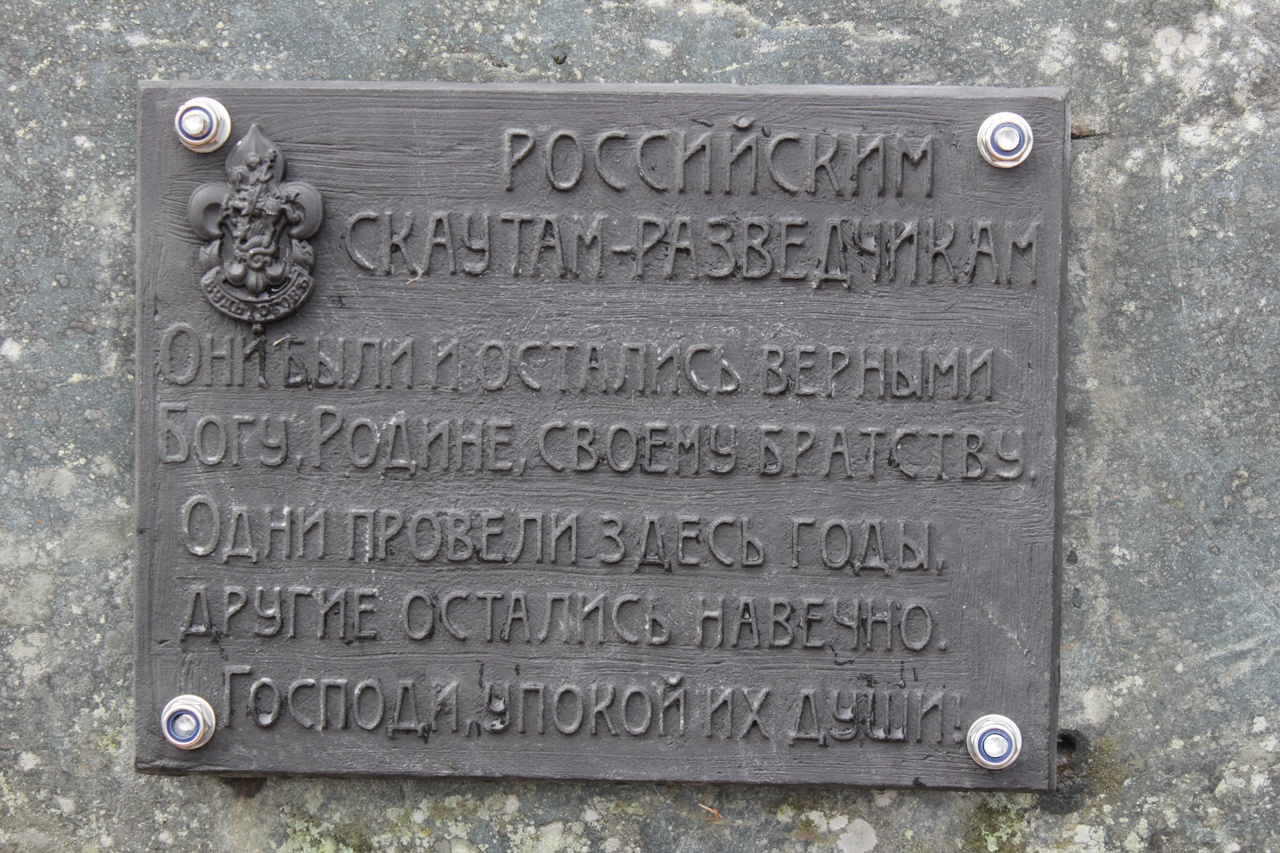 РОССИЙСКИМ
СКАУТАМ-РАЗВЕДЧИКАМ
ОНИ БЫЛИ И ОСТАЛИСЬ ВЕРНЫМИ
БОГУ, РОДИНЕ, СВОЕМУ БРАТСТВУ.
ОДНИ ПРОВЕЛИ ЗДЕСЬ ГОДЫ,
ДРУГИЕ ОСТАЛИСЬ НАВЕЧНО.
ГОСПОДИ, УПОКОЙ ИХ ДУШИ!